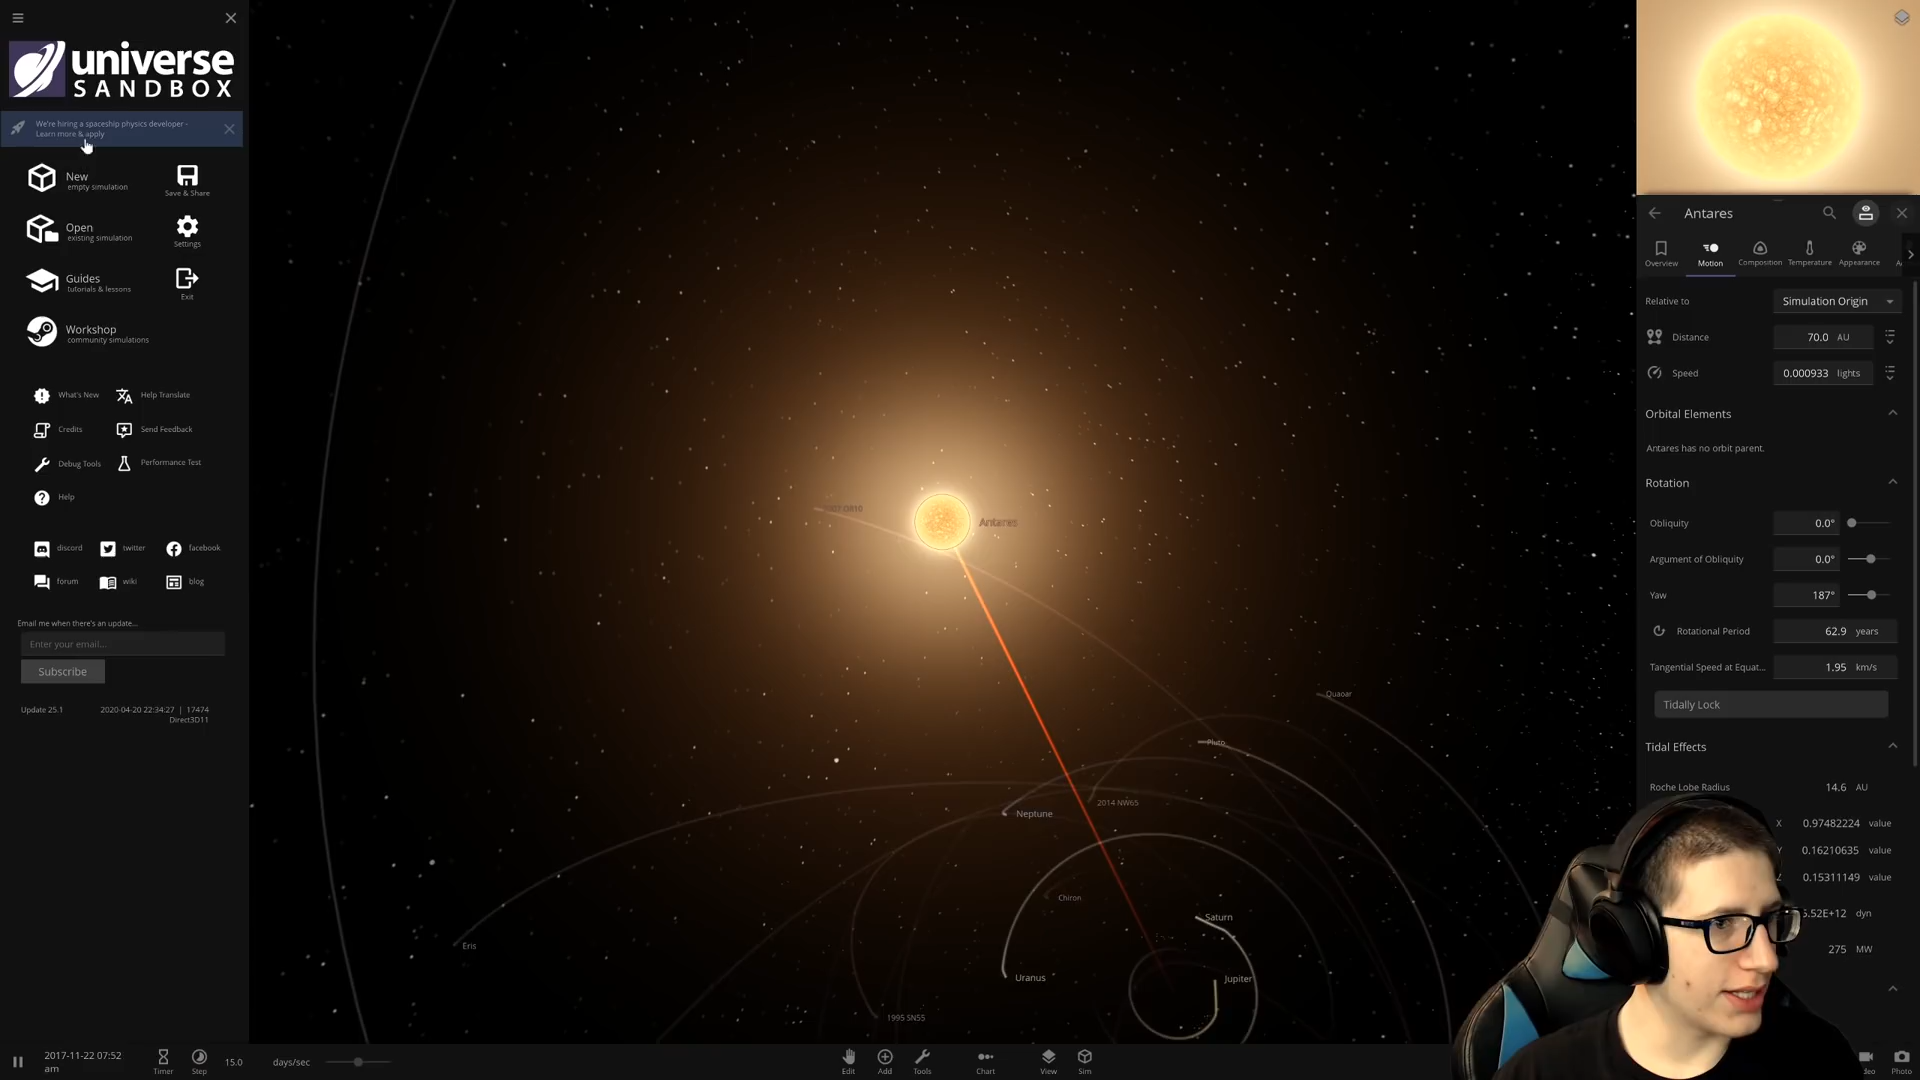 universe
SANDBOX
We're hiring a spaceship physics developer -
Learn more & apply
New
empty simulation
Save & Share
Open
existing simulation
Settings
Guides
tutorials & lessons
Exit
Workshop
community simulations
What's New
Help Translate
Credits
Send Feedback
Debug Tools
Performance Test
Help
discord
twitter
facebook
forum
wiki
blog
Email me when there's an update...
Enter your email...
Subscribe
Update 25.1
2020-04-20 22:34:27 | 17474
Direct3D11
Antares
Quaoar
Pluto
2014 NW65
Neptune
Chiron
Saturn
Eris
Uranus
Jupiter
1995 SN55
Antares
Overview
Motion
Composition
Temperature
Appearance
Relative to
Simulation Origin
Distance
70.0 AU
Speed
0.000933 lights
Orbital Elements
Antares has no orbit parent.
Rotation
Obliquity
0.0°
Argument of Obliquity
0.0°
Yaw
187°
Rotational Period
62.9 years
Tangential Speed at Equat...
1.95 km/s
Tidally Lock
Tidal Effects
Roche Lobe Radius
14.6 AU
X 0.97482224 value
0.16210635 value
0.15311149 value
.52E+12 dyn
275 MW
2017-11-22 07:52
am
Timer
Step
15.0
days/sec
Edit
Add
Tools
Chart
View
Sim
Photo